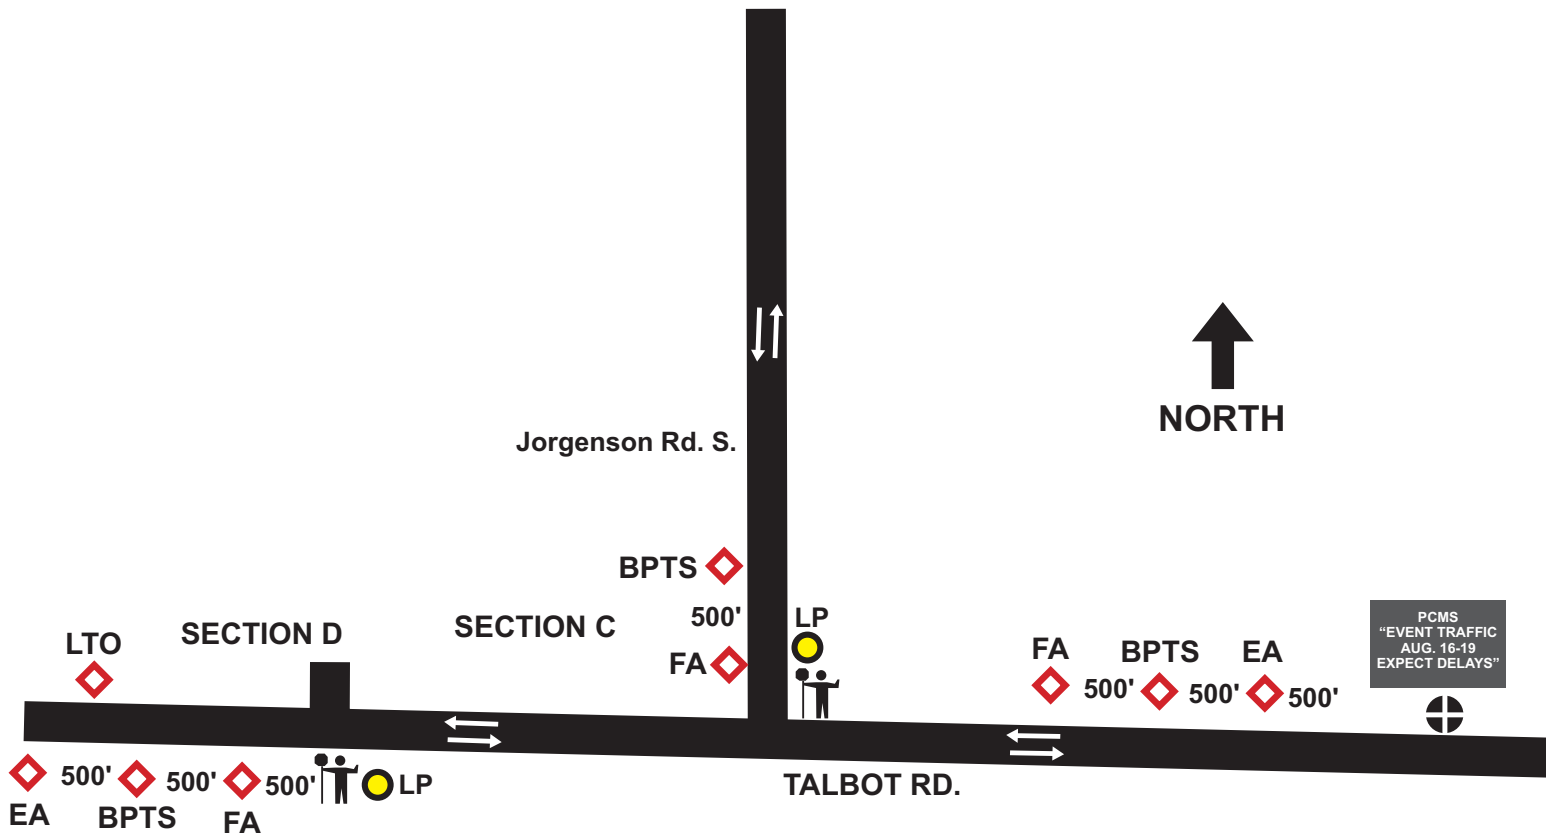 NORTH
Jorgenson Rd. S.
BPTS
500'
LP
FA
SECTION C
SECTION D
LTO
FA
500'
BPTS
500'
EA
500'
PCMS
“EVENT TRAFFIC
AUG. 16-19
EXPECT DELAYS”
TALBOT RD.
EA
500'
BPTS
500'
FA
500'
LP